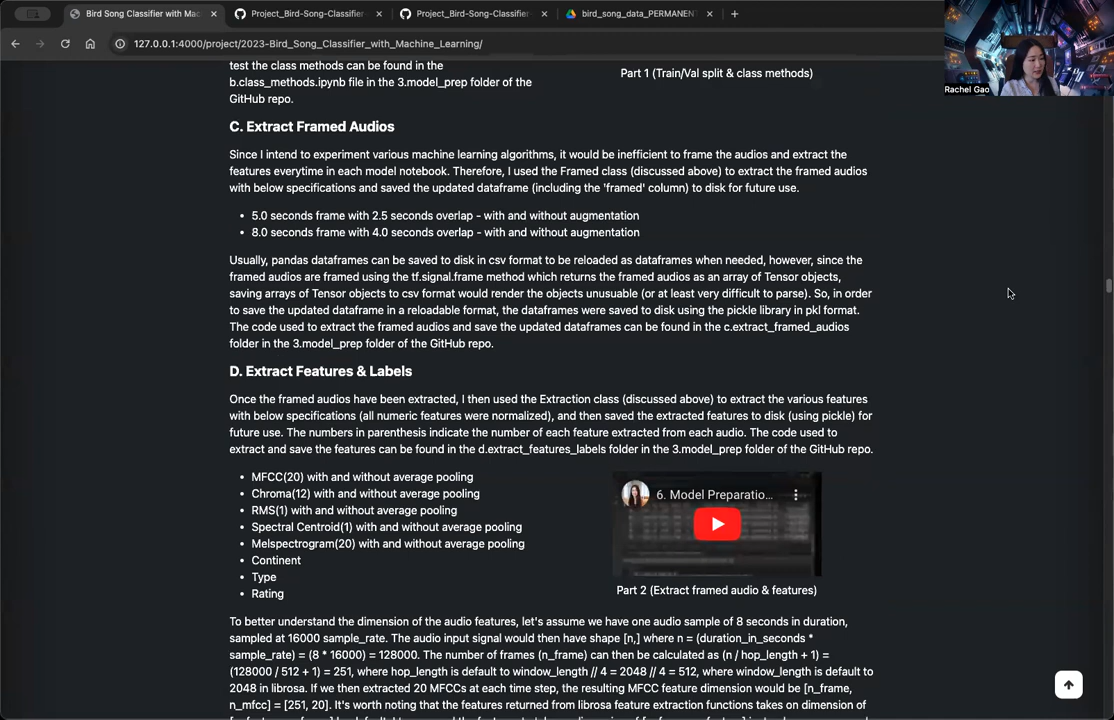 Bird Song Classifier with Mac
Project_Bird-Song-Classifier-
Project_Bird-Song-Classifier-
bird_song_data_PERMANENT
127.0.0.1:4000/project/2023-Bird_Song_Classifier_with_Machine_Learning/
Rachel Gao
test the class methods can be found in the
b.class_methods.ipynb file in the 3.model_prep folder of the
GitHub repo.
Part 1 (Train/Val split & class methods)
C. Extract Framed Audios
Since I intend to experiment various machine learning algorithms, it would be inefficient to frame the audios and extract the
features everytime in each model notebook. Therefore, I used the Framed class (discussed above) to extract the framed audios
with below specifications and saved the updated dataframe (including the 'framed' column) to disk for future use.
• 5.0 seconds frame with 2.5 seconds overlap - with and without augmentation
• 8.0 seconds frame with 4.0 seconds overlap - with and without augmentation
Usually, pandas dataframes can be saved to disk in csv format to be reloaded as dataframes when needed, however, since the
framed audios are framed using the tf.signal.frame method which returns the framed audios as an array of Tensor objects,
saving arrays of Tensor objects to csv format would render the objects unusuable (or at least very difficult to parse). So, in order
to save the updated dataframe in a reloadable format, the dataframes were saved to disk using the pickle library in pkl format.
The code used to extract the framed audios and save the updated dataframes can be found in the c.extract_framed_audios
folder in the 3.model_prep folder of the GitHub repo.
D. Extract Features & Labels
Once the framed audios have been extracted, I then used the Extraction class (discussed above) to extract the various features
with below specifications (all numeric features were normalized), and then saved the extracted features to disk (using pickle) for
future use. The numbers in parenthesis indicate the number of each feature extracted from each audio. The code used to
extract and save the features can be found in the d.extract_features_labels folder in the 3.model_prep folder of the GitHub repo.
• MFCC(20) with and without average pooling
• Chroma(12) with and without average pooling
• RMS(1) with and without average pooling
• Spectral Centroid(1) with and without average pooling
• Melspectrogram(20) with and without average pooling
• Continent
• Type
• Rating
6. Model Preparatio...
Part 2 (Extract framed audio & features)
To better understand the dimension of the audio features, let's assume we have one audio sample of 8 seconds in duration,
sampled at 16000 sample_rate. The audio input signal would then have shape [n,] where n = (duration_in_seconds *
sample_rate) = (8 * 16000) = 128000. The number of frames (n_frame) can then be calculated as (n / hop_length + 1) =
(128000 / 512 + 1) = 251, where hop_length is default to window_length // 4 = 2048 // 4 = 512, where window_length is default to
2048 in librosa. If we then extracted 20 MFCCs at each time step, the resulting MFCC feature dimension would be [n_frame,
n_mfcc] = [251, 20]. It's worth noting that the features returned from librosa feature extraction functions takes on dimension of